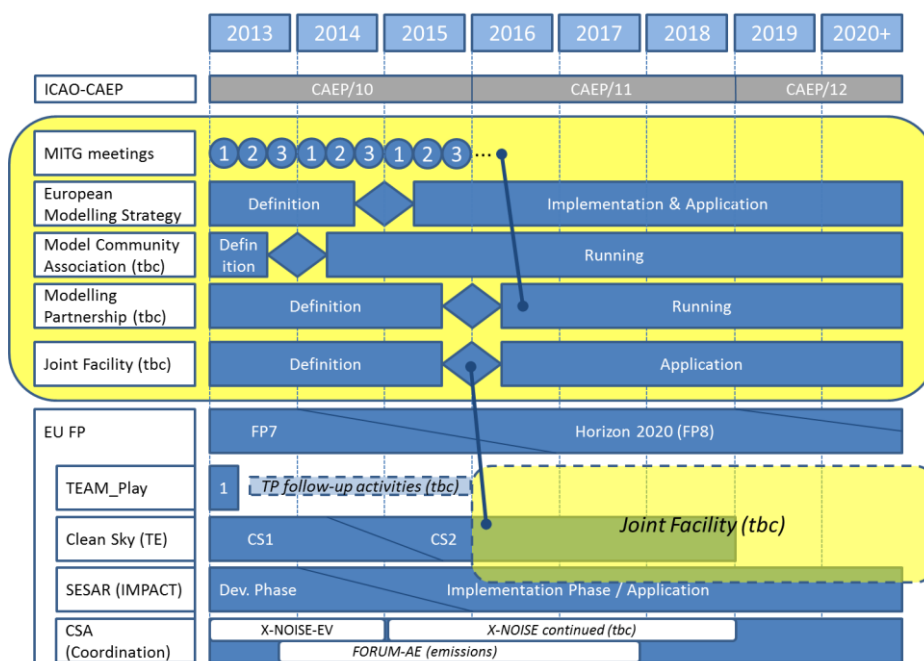 2013 2014 2015 2016 2017 2018 2019 2020+
ICAO-CAEP CAEP/10 CAEP/11 CAEP/12
MITG meetings 1 2 3 1 2 3 1 2 3 ...
European
Modelling Strategy
Definition Implementation & Application
Model Community
Association (tbc)
Defin
ition
Running
Modelling
Partnership (tbc)
Definition Running
Joint Facility (tbc) Definition Application
EU FP FP7 Horizon 2020 (FP8)
TEAM_Play 1 TP follow-up activities (tbc)
Joint Facility (tbc)
Clean Sky (TE) CS1 CS2
SESAR (IMPACT) Dev. Phase Implementation Phase / Application
CSA
(Coordination)
X-NOISE-EV X-NOISE continued (tbc)
FORUM-AE (emissions)